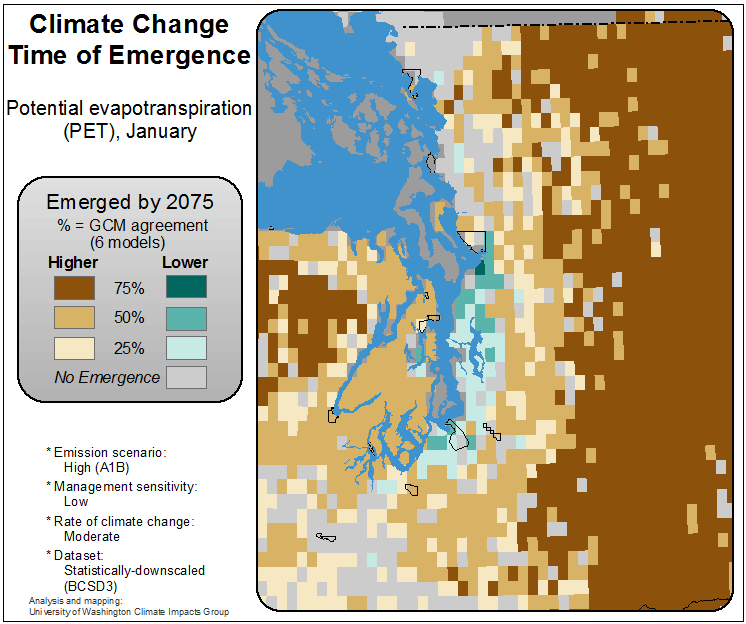 Climate Change
Time of Emergence
Potential evapotranspiration
(PET), January
Emerged by 2075
% = GCM agreement
(6 models)
Higher Lower
75%
50%
25%
No Emergence
* Emission scenario:
High (A1B)
* Management sensitivity:
Low
* Rate of climate change:
Moderate
* Dataset:
Statistically-downscaled
(BCSD3)
Analysis and mapping:
University of Washington Climate Impacts Group